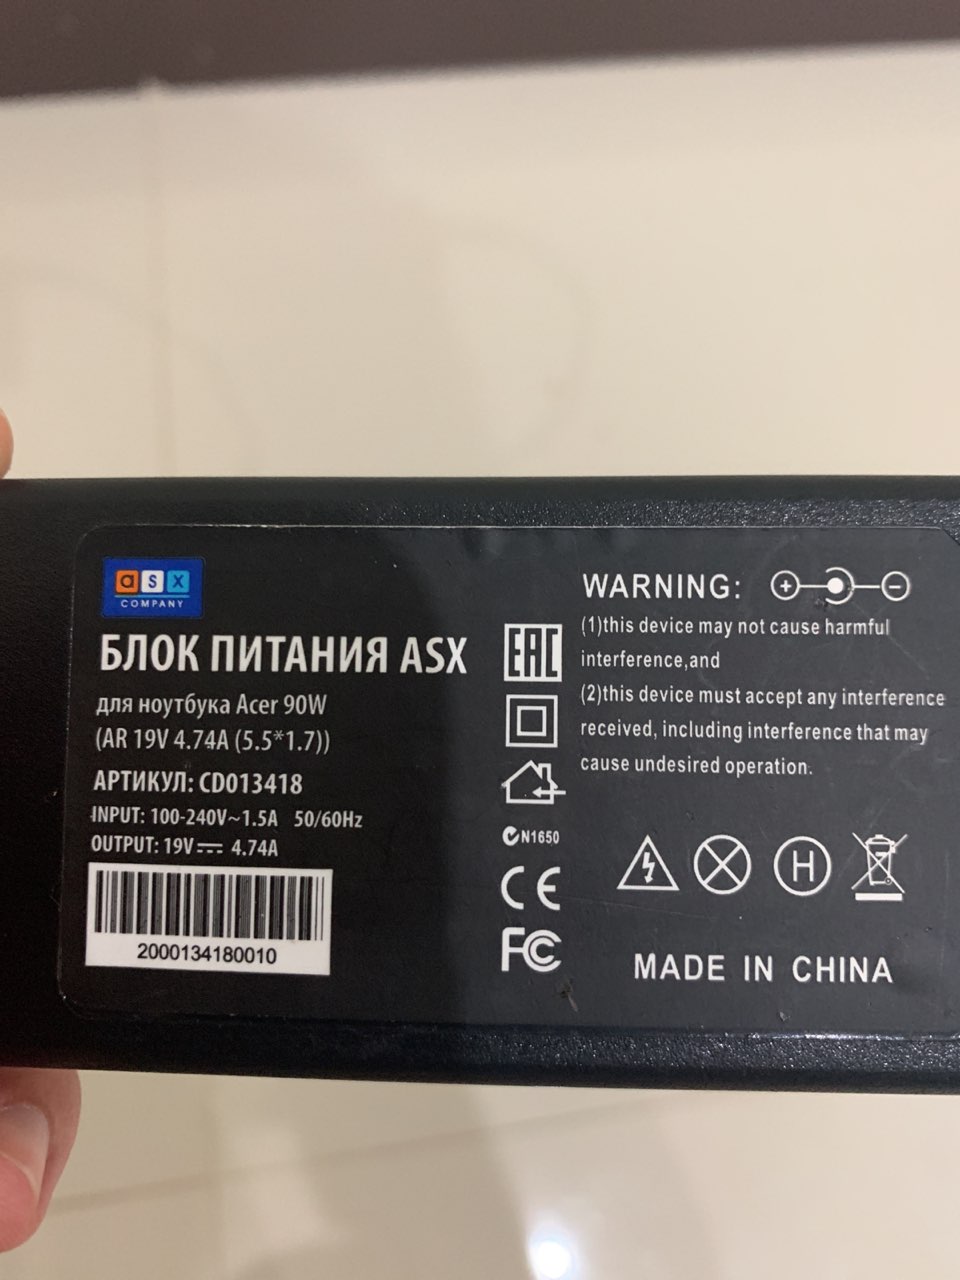 asx
COMPANY
БЛОК ПИТАНИЯ ASX
для ноутбука Acer 90W
(AR 19V 4.74A (5.5*1.7))
АРТИКУЛ: CD013418
INPUT: 100-240V~1.5A 50/60Hz
OUTPUT: 19V⎓ 4.74A
2000134180010
EAC
N1650
CE
FC
WARNING: + −
(1)this device may not cause harmful
interference,and
(2)this device must accept any interference
received, including interference that may
cause undesired operation.
H
MADE IN CHINA